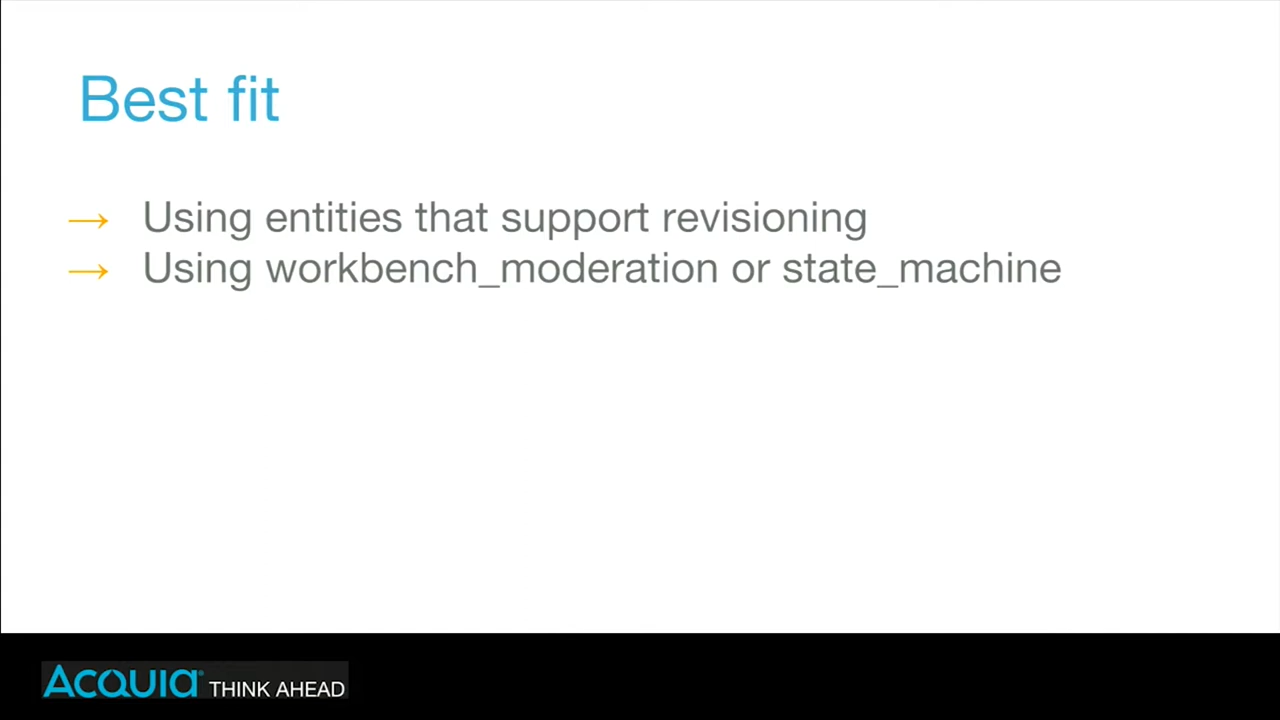 Best fit
→ Using entities that support revisioning
→ Using workbench_moderation or state_machine
ACQUIA® THINK AHEAD